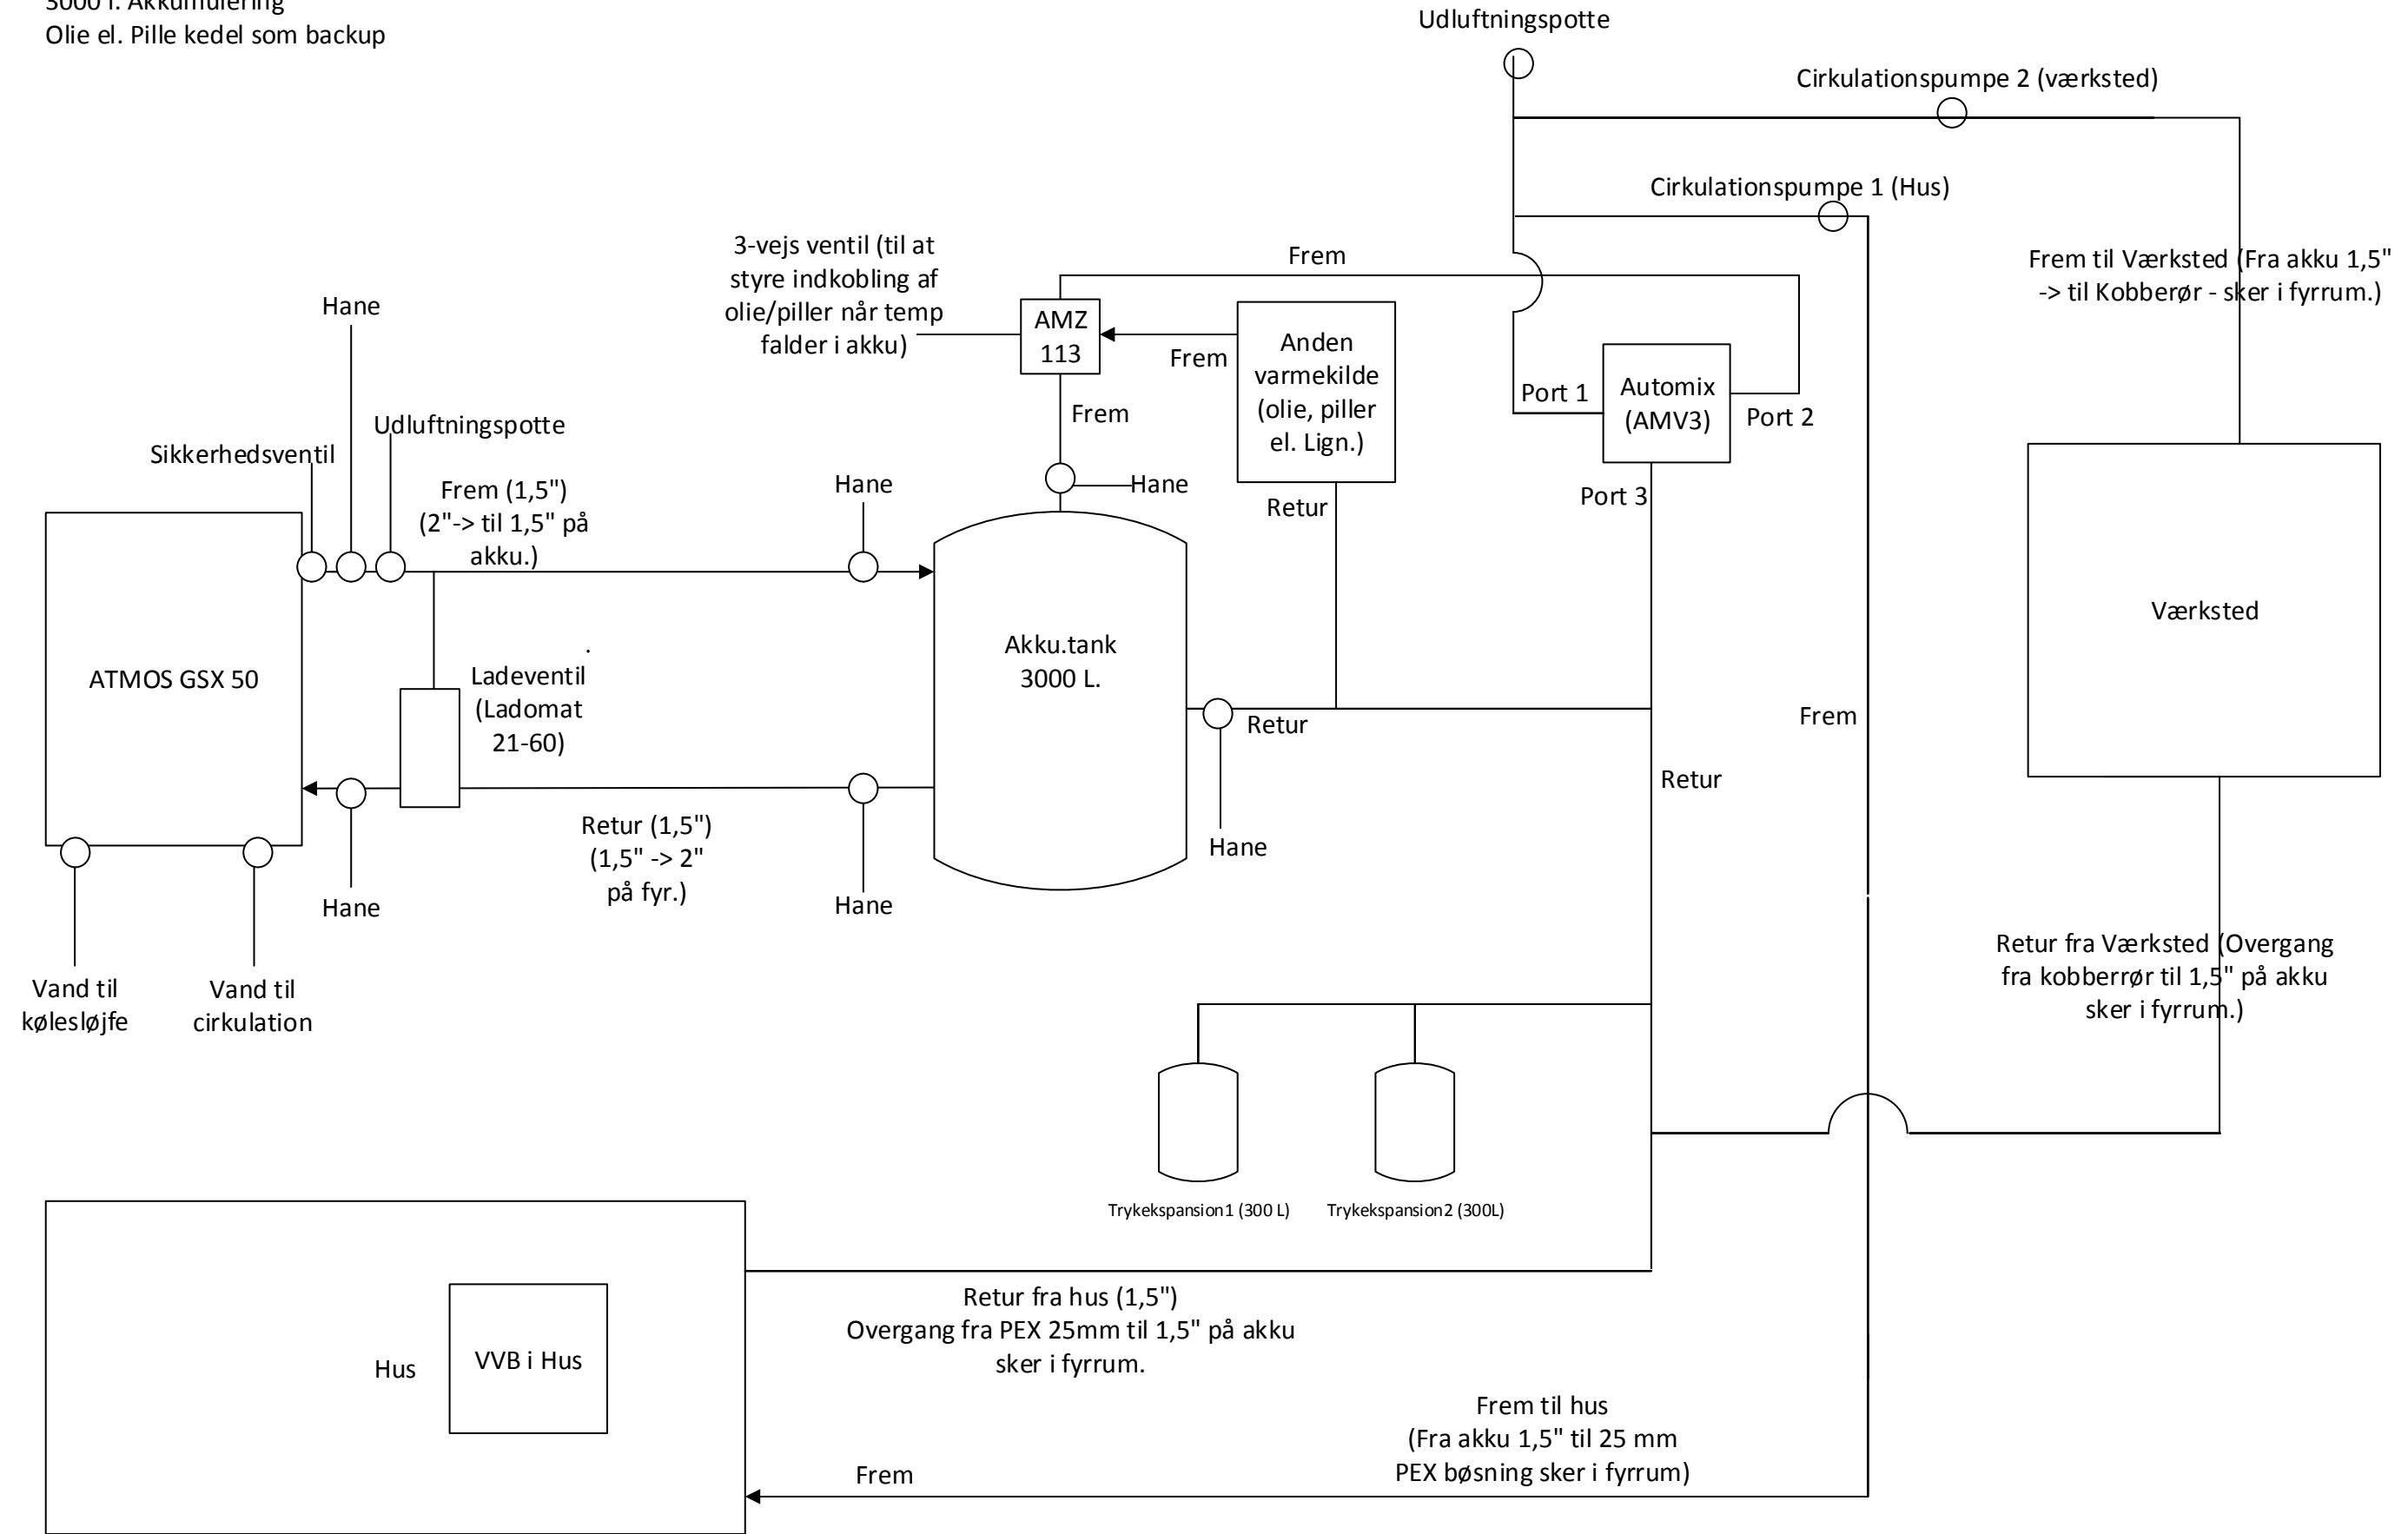 3000 l. Akkumulering
Olie el. Pille kedel som backup
Udluftningspotte
Cirkulationspumpe 2 (værksted)
Cirkulationspumpe 1 (Hus)
3-vejs ventil (til at
styre indkobling af
olie/piller når temp
falder i akku)
Frem
Frem til Værksted (Fra akku 1,5"
-> til Kobberør - sker i fyrrum.)
Hane
AMZ
113
Frem
Anden
varmekilde
(olie, piller
el. Lign.)
Port 1
Automix
(AMV3)
Port 2
Frem
Udluftningspotte
Sikkerhedsventil
Frem (1,5")
(2"-> til 1,5" på
akku.)
Hane
Hane
Retur
Port 3
Værksted
Akku.tank
3000 L.
ATMOS GSX 50
.
Ladeventil
(Ladomat
21-60)
Retur
Frem
Retur
Retur (1,5")
(1,5" -> 2"
på fyr.)
Hane
Hane
Hane
Vand til
kølesløjfe
Vand til
cirkulation
Retur fra Værksted (Overgang
fra kobberrør til 1,5" på akku
sker i fyrrum.)
Trykekspansion1 (300 L)
Trykekspansion2 (300L)
Retur fra hus (1,5")
Overgang fra PEX 25mm til 1,5" på akku
sker i fyrrum.
Hus
VVB i Hus
Frem til hus
(Fra akku 1,5" til 25 mm
PEX bøsning sker i fyrrum)
Frem